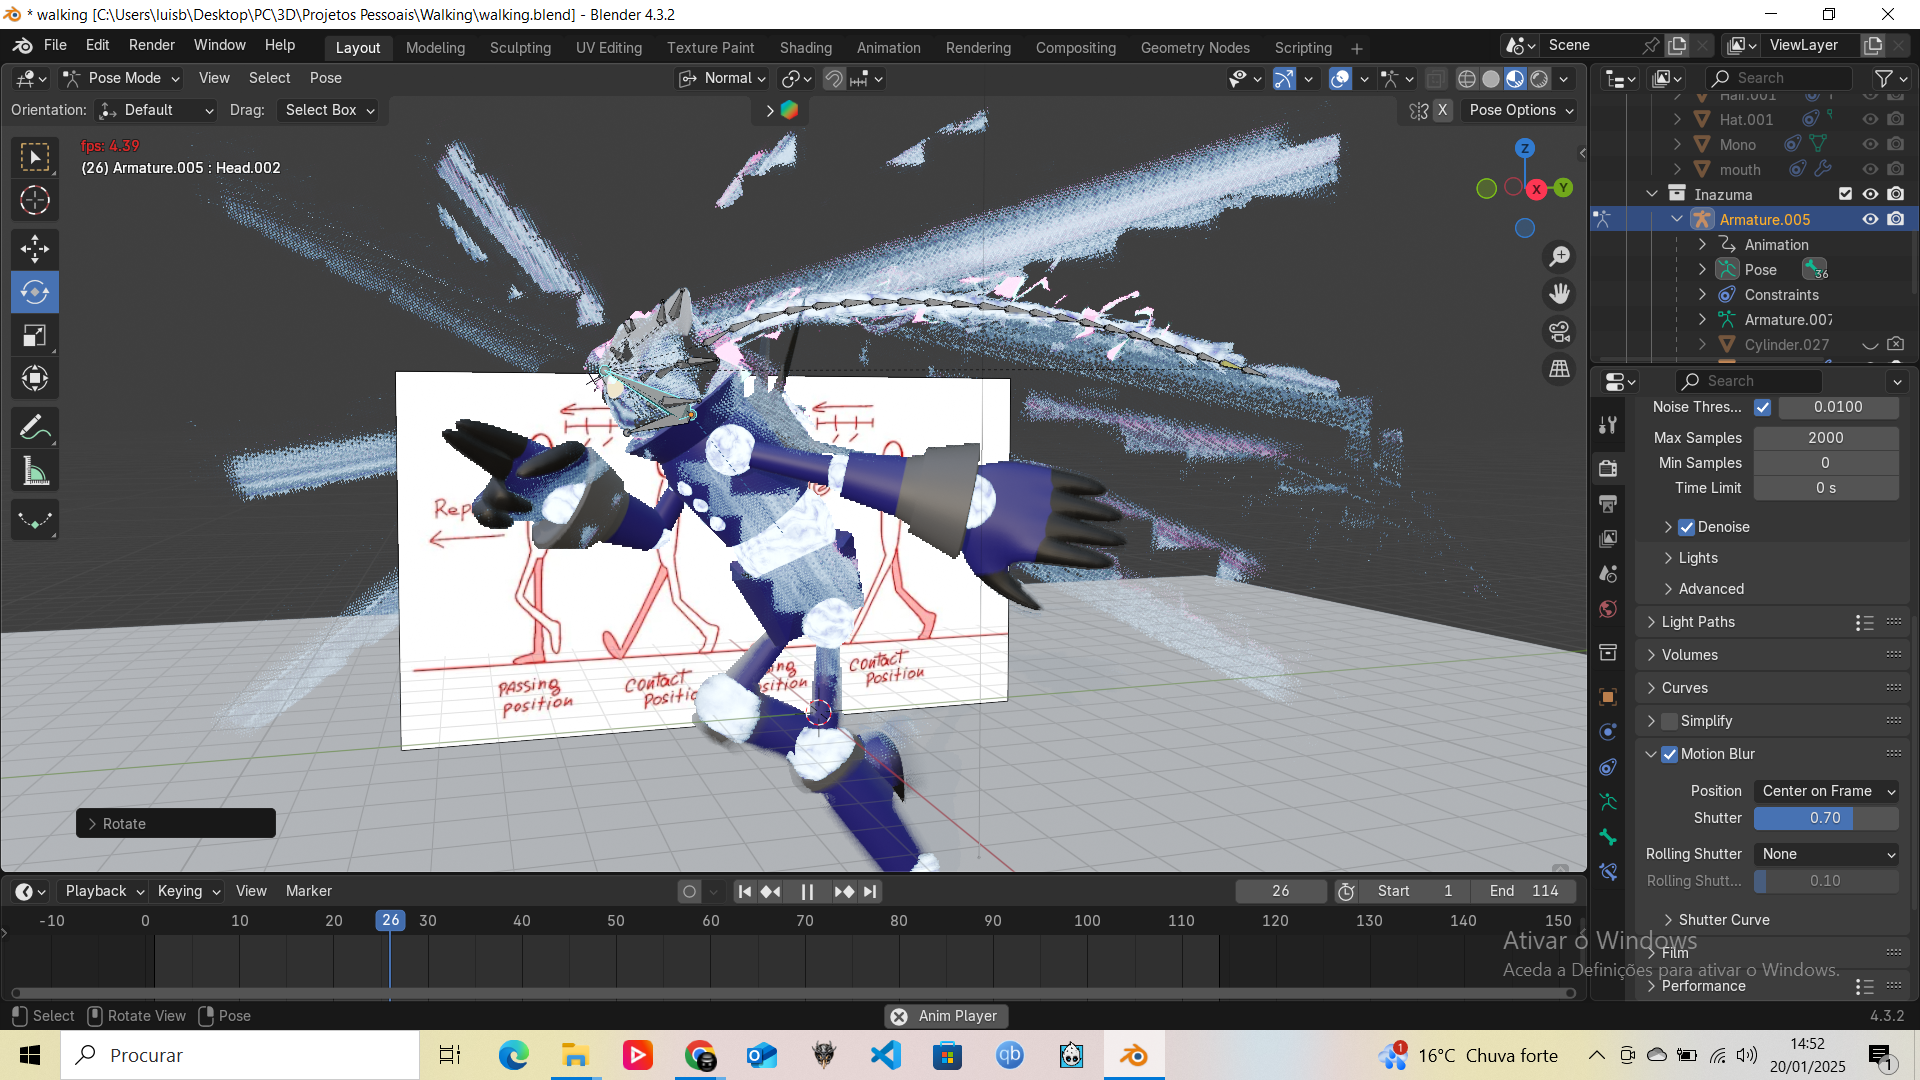 * walking [C:\Users\luisb\Desktop\PC\3D\Projetos Pessoais\Walking\walking.blend] - Blender 4.3.2
File Edit Render Window Help
Layout Modeling Sculpting UV Editing Texture Paint Shading Animation Rendering Compositing Geometry Nodes Scripting
Scene ViewLayer
Pose Mode View Select Pose Normal
Search
Orientation: Default Drag: Select Box
X Pose Options
fps: 4.39
(26) Armature.005 : Head.002
Z
X Y
Hair.001
Hat.001
Mono
mouth
Inazuma
Armature.005
Animation
Pose 36
Constraints
Armature.007
Cylinder.027
Search
Noise Thres... 0.0100
Max Samples 2000
Min Samples 0
Time Limit 0 s
Denoise
Lights
Advanced
Light Paths
Volumes
Curves
Simplify
Motion Blur
Position Center on Frame
Shutter 0.70
Rolling Shutter None
Rolling Shutt... 0.10
Shutter Curve
Film
Performance
Passing
position
Contact
Contact
Position
Rotate
Playback Keying View Marker
26 Start 1 End 114
-10 0 10 20 26 30 40 50 60 70 80 90 100 110 120 130 140 150
Ativar o Windows
Aceda a Definições para ativar o Windows.
Select Rotate View Pose
Anim Player
4.3.2
Procurar
1
16°C Chuva forte
14:52
20/01/2025
1